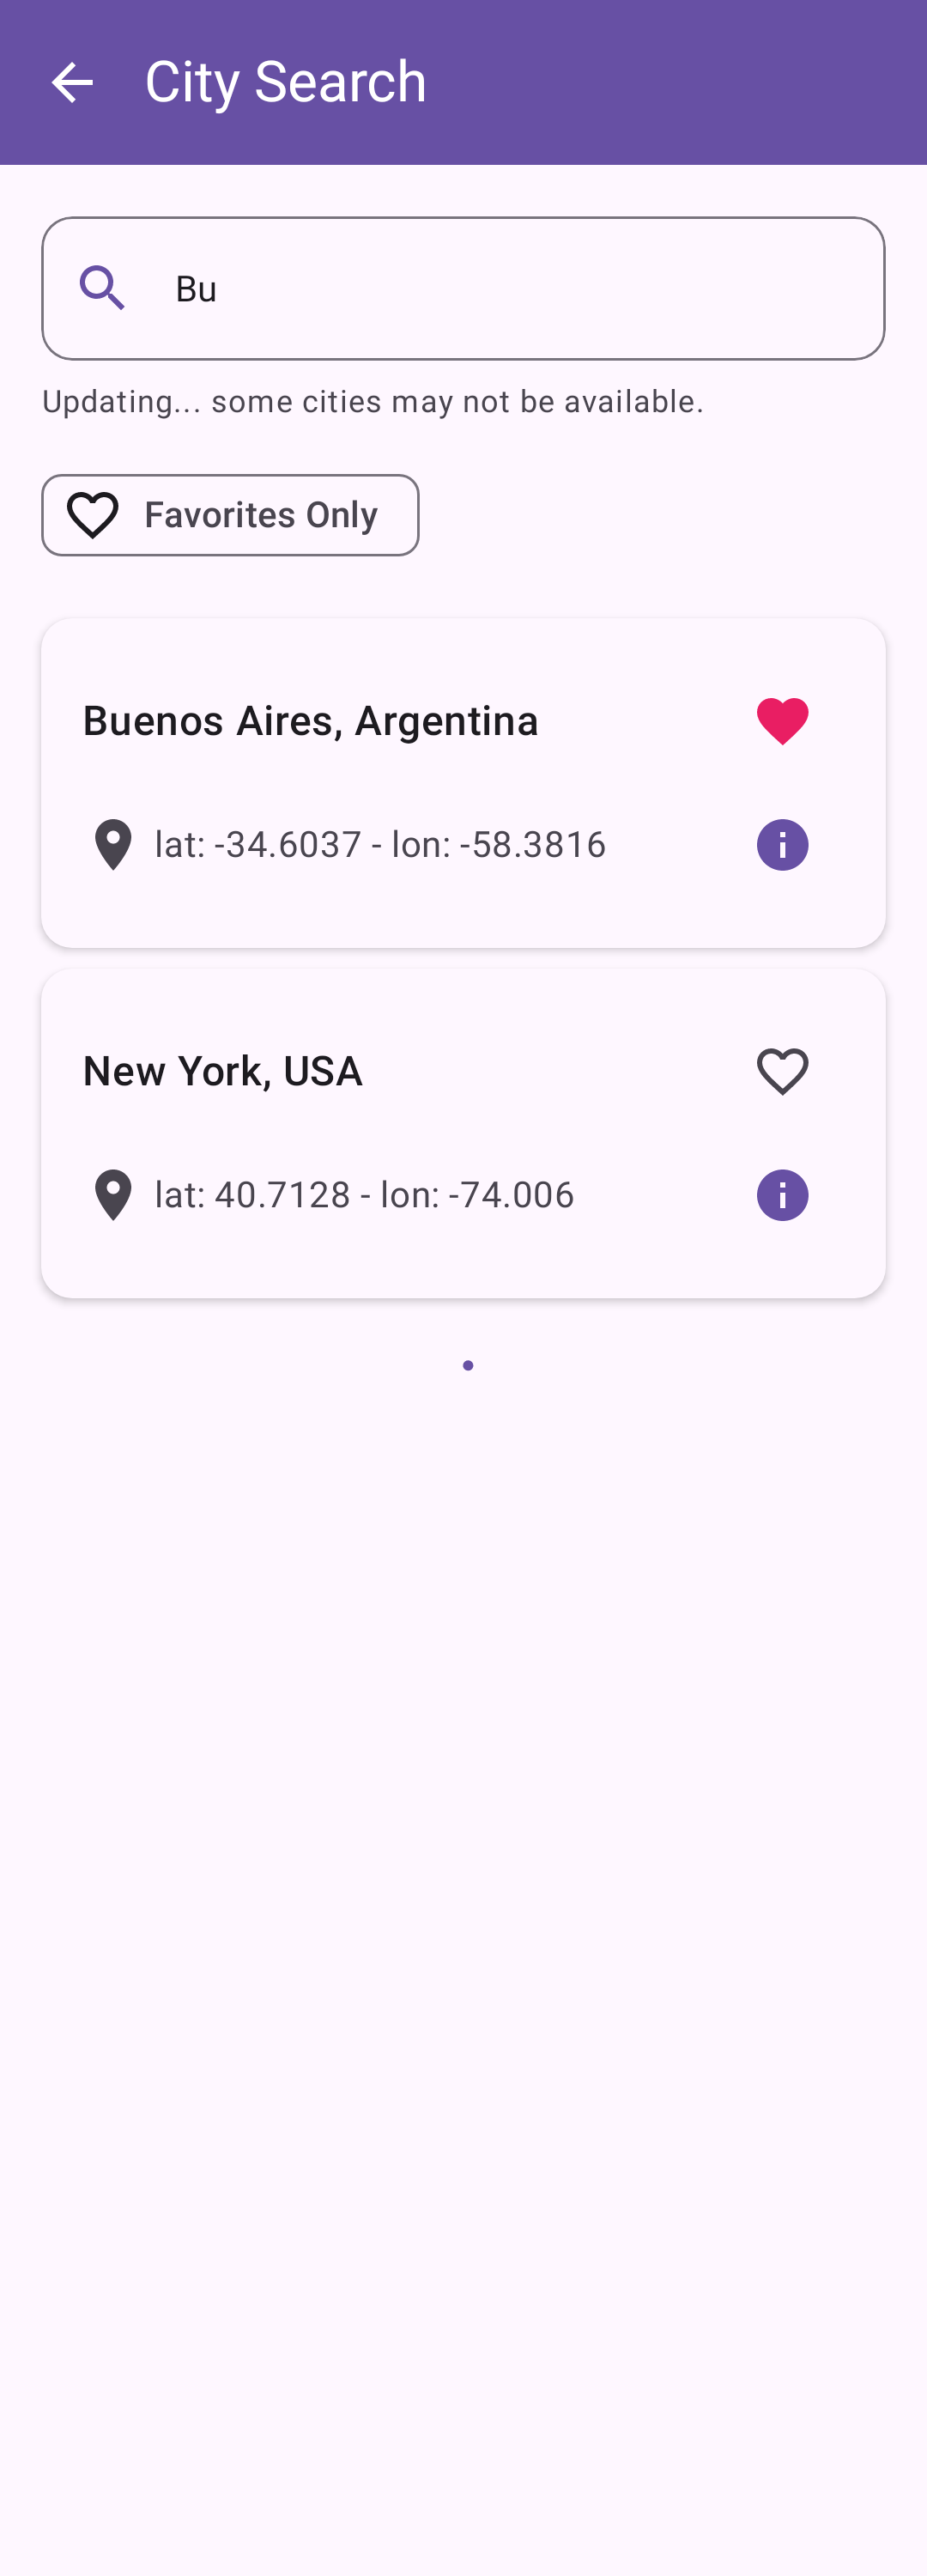 City Search
Bu
Updating... some cities may not be available.
Favorites Only
Buenos Aires, Argentina
lat: -34.6037 - lon: -58.3816
New York, USA
lat: 40.7128 - lon: -74.006